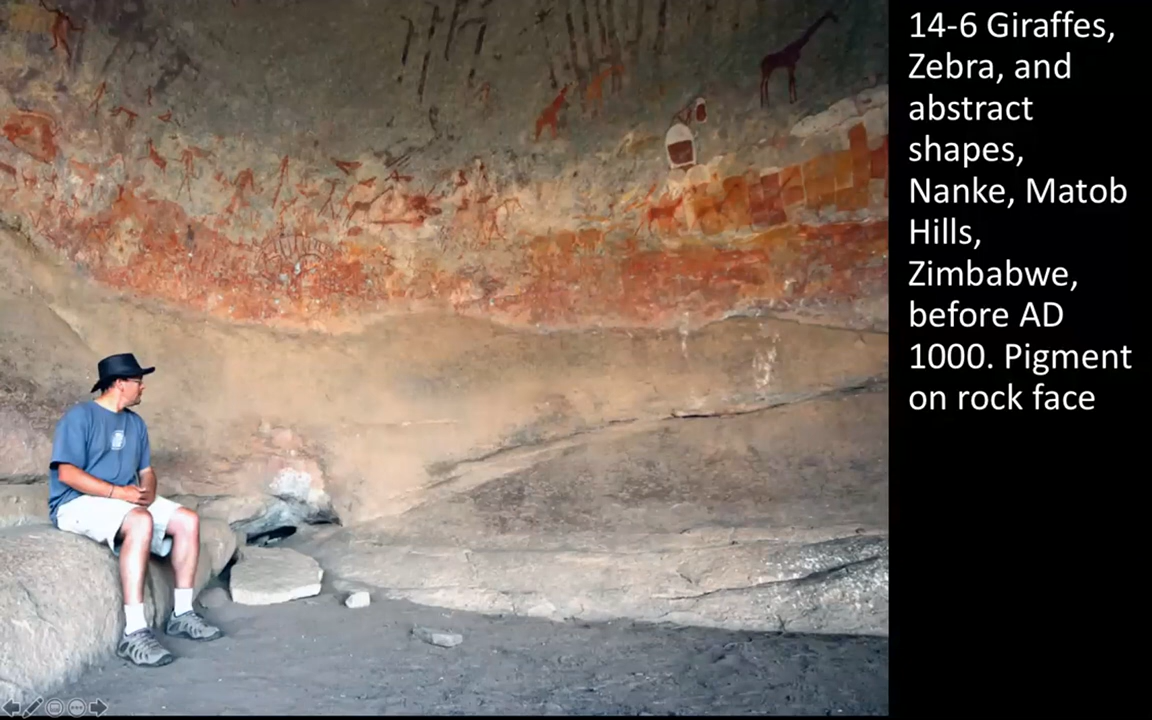 14-6 Giraffes,
Zebra, and
abstract
shapes,
Nanke, Matob
Hills,
Zimbabwe,
before AD
1000. Pigment
on rock face